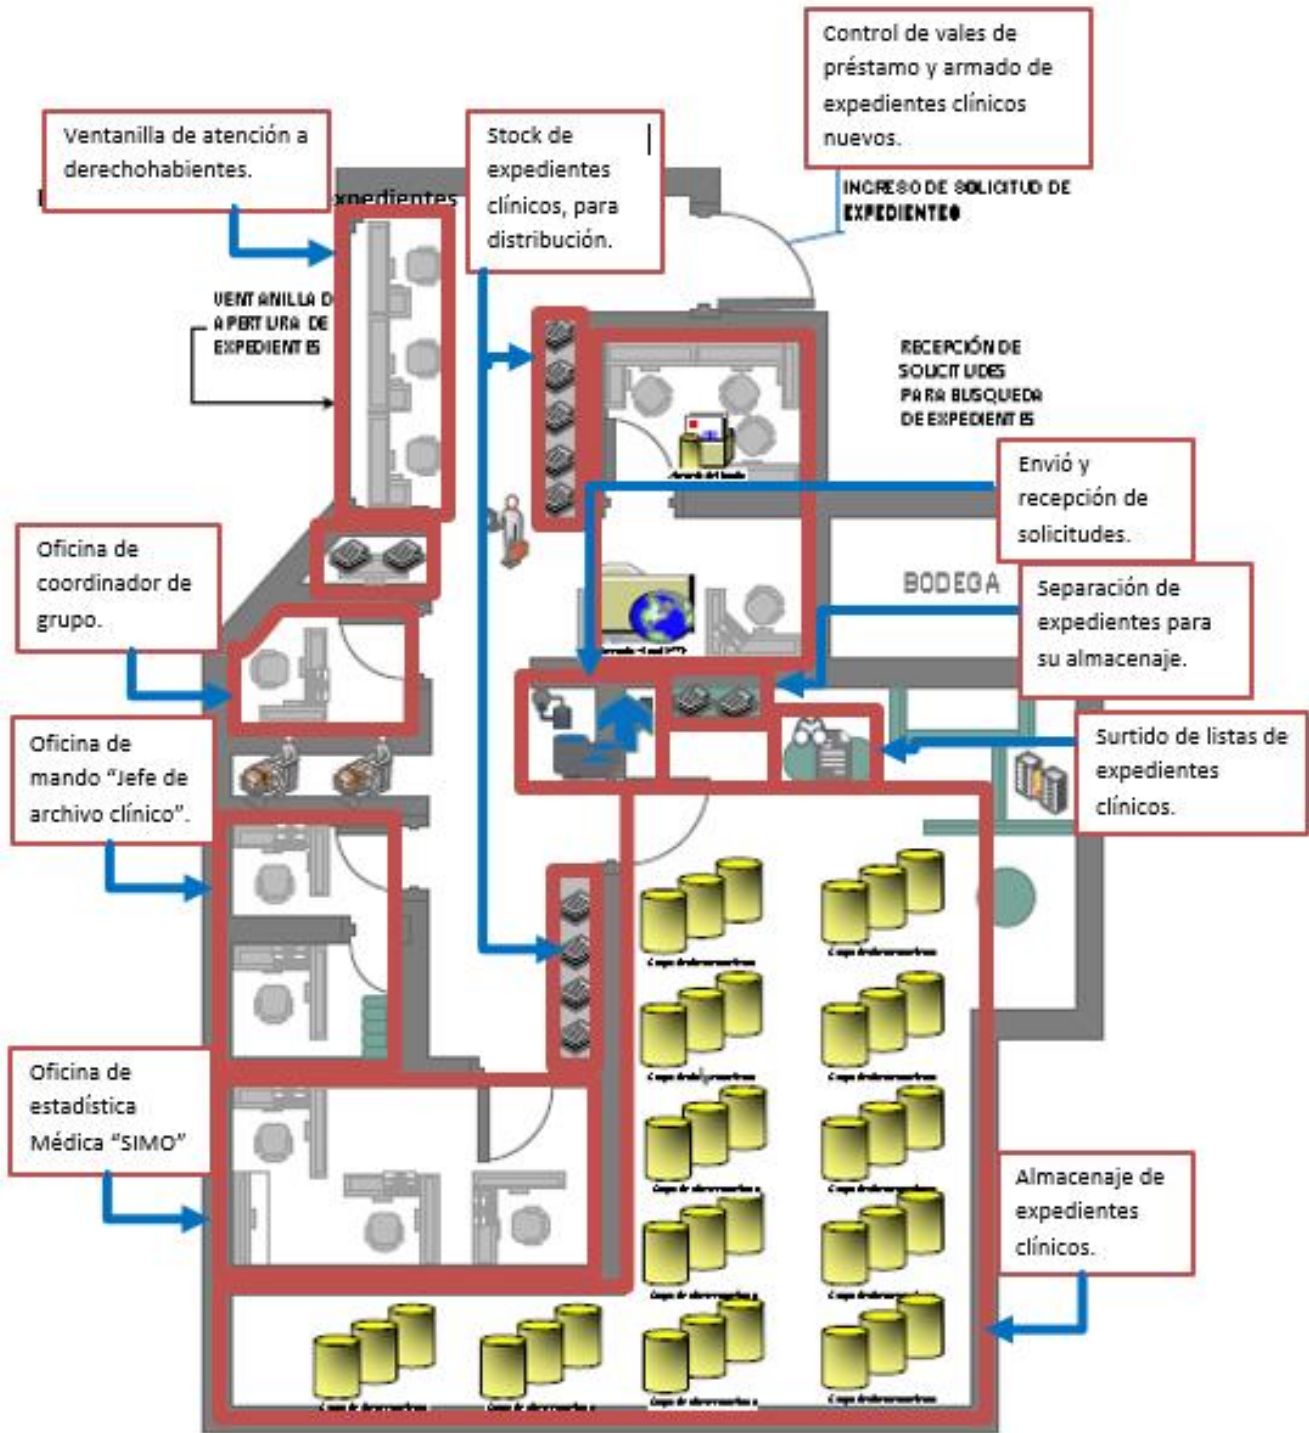 Control de vales de
préstamo y armado de
expedientes clínicos
nuevos.
Ventanilla de atención a
derechohabientes.
Stock de
expedientes
clínicos, para
distribución.
INGRESO DE SOLICITUD DE
EXPEDIENTES
expedientes
VENTANILLA D
APERTURA DE
EXPEDIENTES
RECEPCIÓN DE
SOLICITUDES
PARA BUSQUEDA
DE EXPEDIENTES
Envió y
recepción de
solicitudes.
Oficina de
coordinador de
grupo.
BODEGA
Separación de
expedientes para
su almacenaje.
Oficina de
mando “Jefe de
archivo clínico”.
Surtido de listas de
expedientes
clínicos.
Oficina de
estadística
Médica “SIMO”
Almacenaje de
expedientes
clínicos.